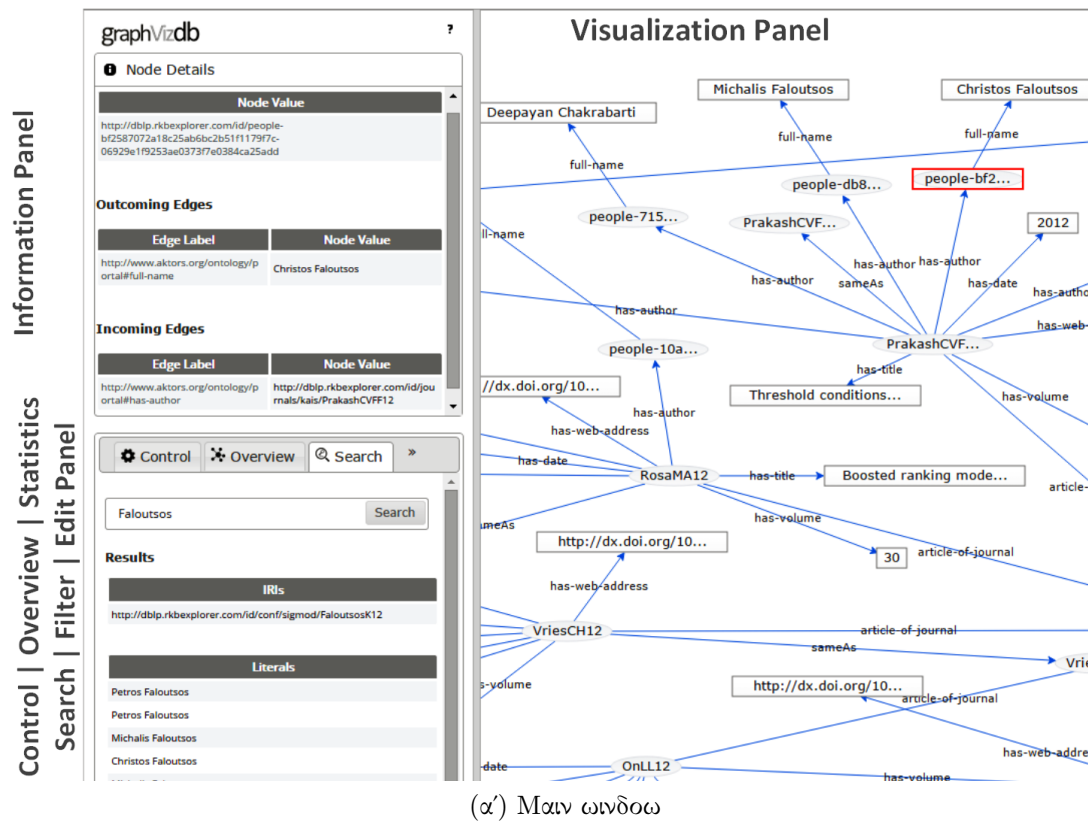 Information Panel
Control | Overview | Statistics
Search | Filter | Edit Panel
graphVizdb
?
Node Details
Node Value
http://dblp.rkbexplorer.com/id/people-
bf2587072a18c25ab6bc2b51f1179f7c-
06929e1f9253ae0373f7e0384ca25add
Outcoming Edges
Edge Label Node Value
http://www.aktors.org/ontology/p
ortal#full-name
Christos Faloutsos
Incoming Edges
Edge Label Node Value
http://www.aktors.org/ontology/p
ortal#has-author
http://dblp.rkbexplorer.com/id/jou
rnals/kais/PrakashCVFF12
Control Overview Search »
Faloutsos Search
Results
IRIs
http://dblp.rkbexplorer.com/id/conf/sigmod/FaloutsosK12
Literals
Petros Faloutsos
Petros Faloutsos
Michalis Faloutsos
Christos Faloutsos
Visualization Panel
Michalis Faloutsos
Christos Faloutsos
Deepayan Chakrabarti
full-name
full-name
full-name
people-db8...
people-bf2...
people-715...
PrakashCVF...
2012
ull-name
has-author
has-author
has-author
sameAs
has-date
has-autho
has-author
has-web-
PrakashCVF...
people-10a...
has-title
//dx.doi.org/10...
Threshold conditions...
has-volume
has-author
has-web-address
has-date
RosaMA12
has-title
Boosted ranking mode...
article-
has-volume
meAs
http://dx.doi.org/10...
30
article-of-journal
has-web-address
VriesCH12
article-of-journal
sameAs
Vrie
s-volume
http://dx.doi.org/10...
article-of-journal
has-web-addre
date
OnLL12
has-volume
(α΄) Μαιν ωινδοω